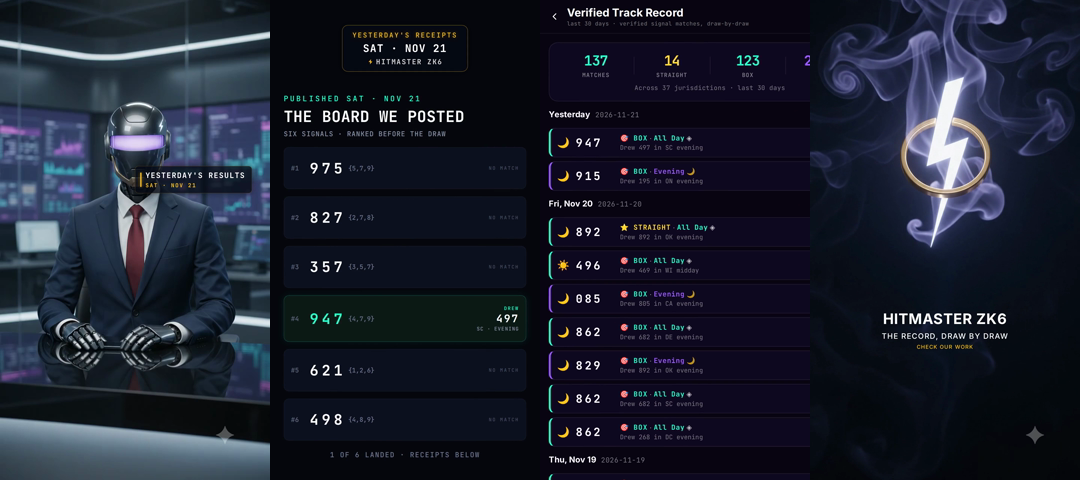 YESTERDAY'S RESULTS
SAT · NOV 21
YESTERDAY'S RECEIPTS
SAT · NOV 21
HITMASTER ZK6
PUBLISHED SAT · NOV 21
THE BOARD WE POSTED
SIX SIGNALS · RANKED BEFORE THE DRAW
#1 975 {5,7,9} NO MATCH
#2 827 {2,7,8} NO MATCH
#3 357 {3,5,7} NO MATCH
#4 947 {4,7,9} DREW 497 SC · EVENING
#5 621 {1,2,6} NO MATCH
#6 498 {4,8,9} NO MATCH
1 OF 6 LANDED · RECEIPTS BELOW
Verified Track Record
last 30 days · verified signal matches, draw-by-draw
137 14 123 2
MATCHES STRAIGHT BOX
Across 37 jurisdictions · last 30 days
Yesterday 2026-11-21
947 BOX · All Day
Drew 497 in SC evening
915 BOX · Evening
Drew 195 in ON evening
Fri, Nov 20 2026-11-20
892 STRAIGHT · All Day
Drew 892 in OK evening
496 BOX · All Day
Drew 469 in WI midday
085 BOX · Evening
Drew 805 in CA evening
862 BOX · All Day
Drew 682 in DE evening
829 BOX · Evening
Drew 892 in OK evening
862 BOX · All Day
Drew 682 in SC evening
862 BOX · All Day
Drew 268 in DC evening
Thu, Nov 19 2026-11-19
HITMASTER ZK6
THE RECORD, DRAW BY DRAW
CHECK OUR WORK